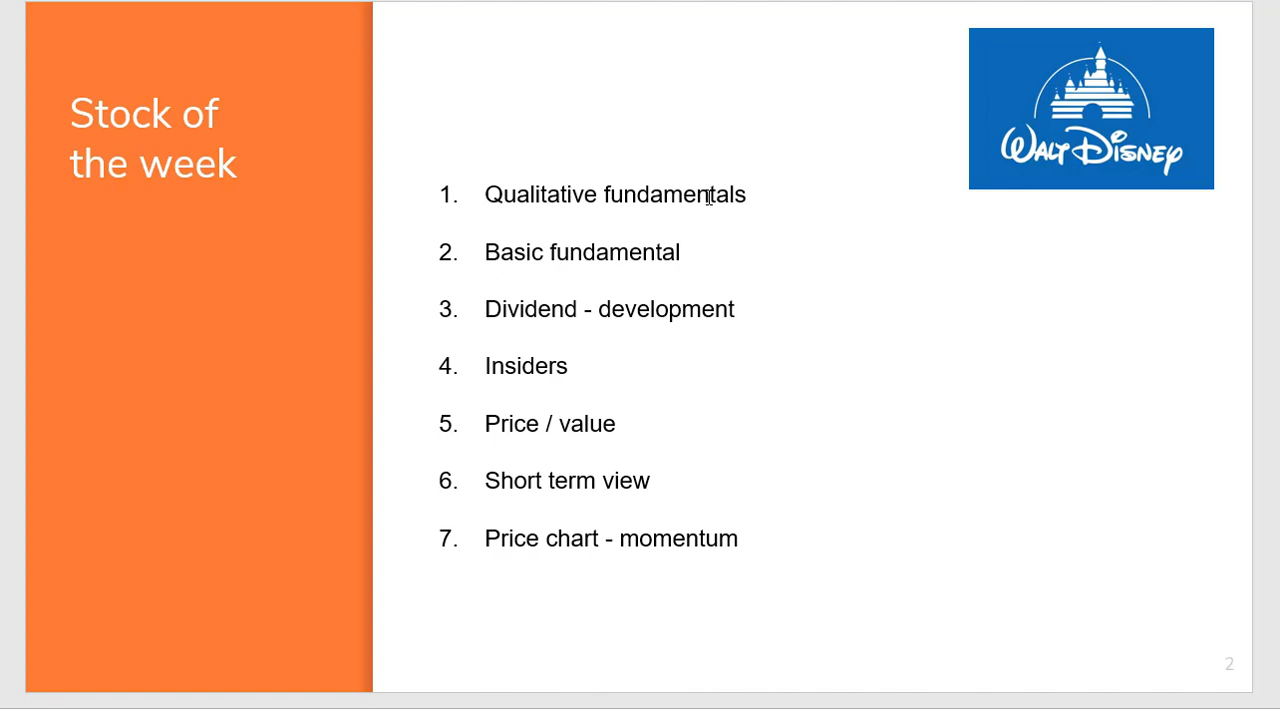 Stock of
the week
WALT DISNEY
1. Qualitative fundamentals
2. Basic fundamental
3. Dividend - development
4. Insiders
5. Price / value
6. Short term view
7. Price chart - momentum
2